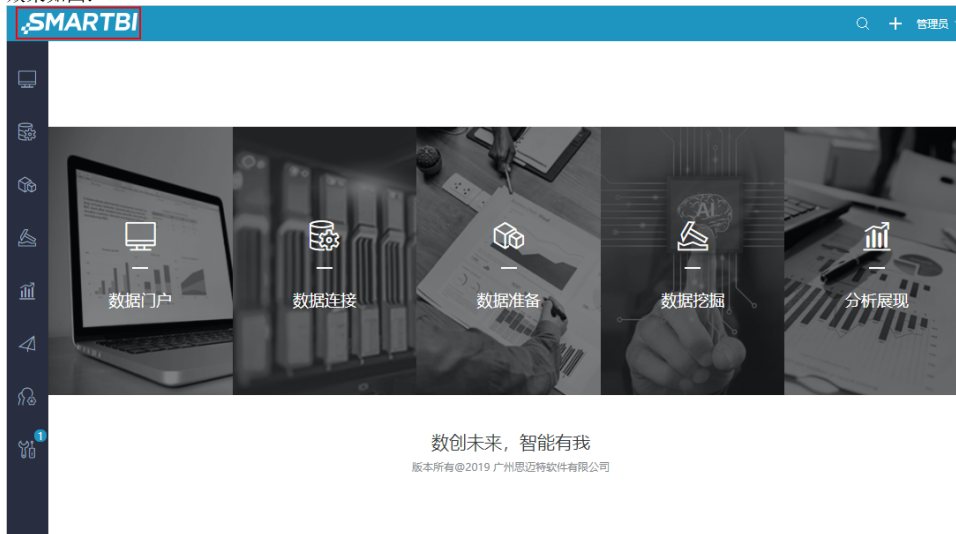 SMARTBI
管理员
AI
数据门户
数据连接
数据准备
数据挖掘
分析展现
1
数创未来，智能有我
版本所有@2019 广州思迈特软件有限公司